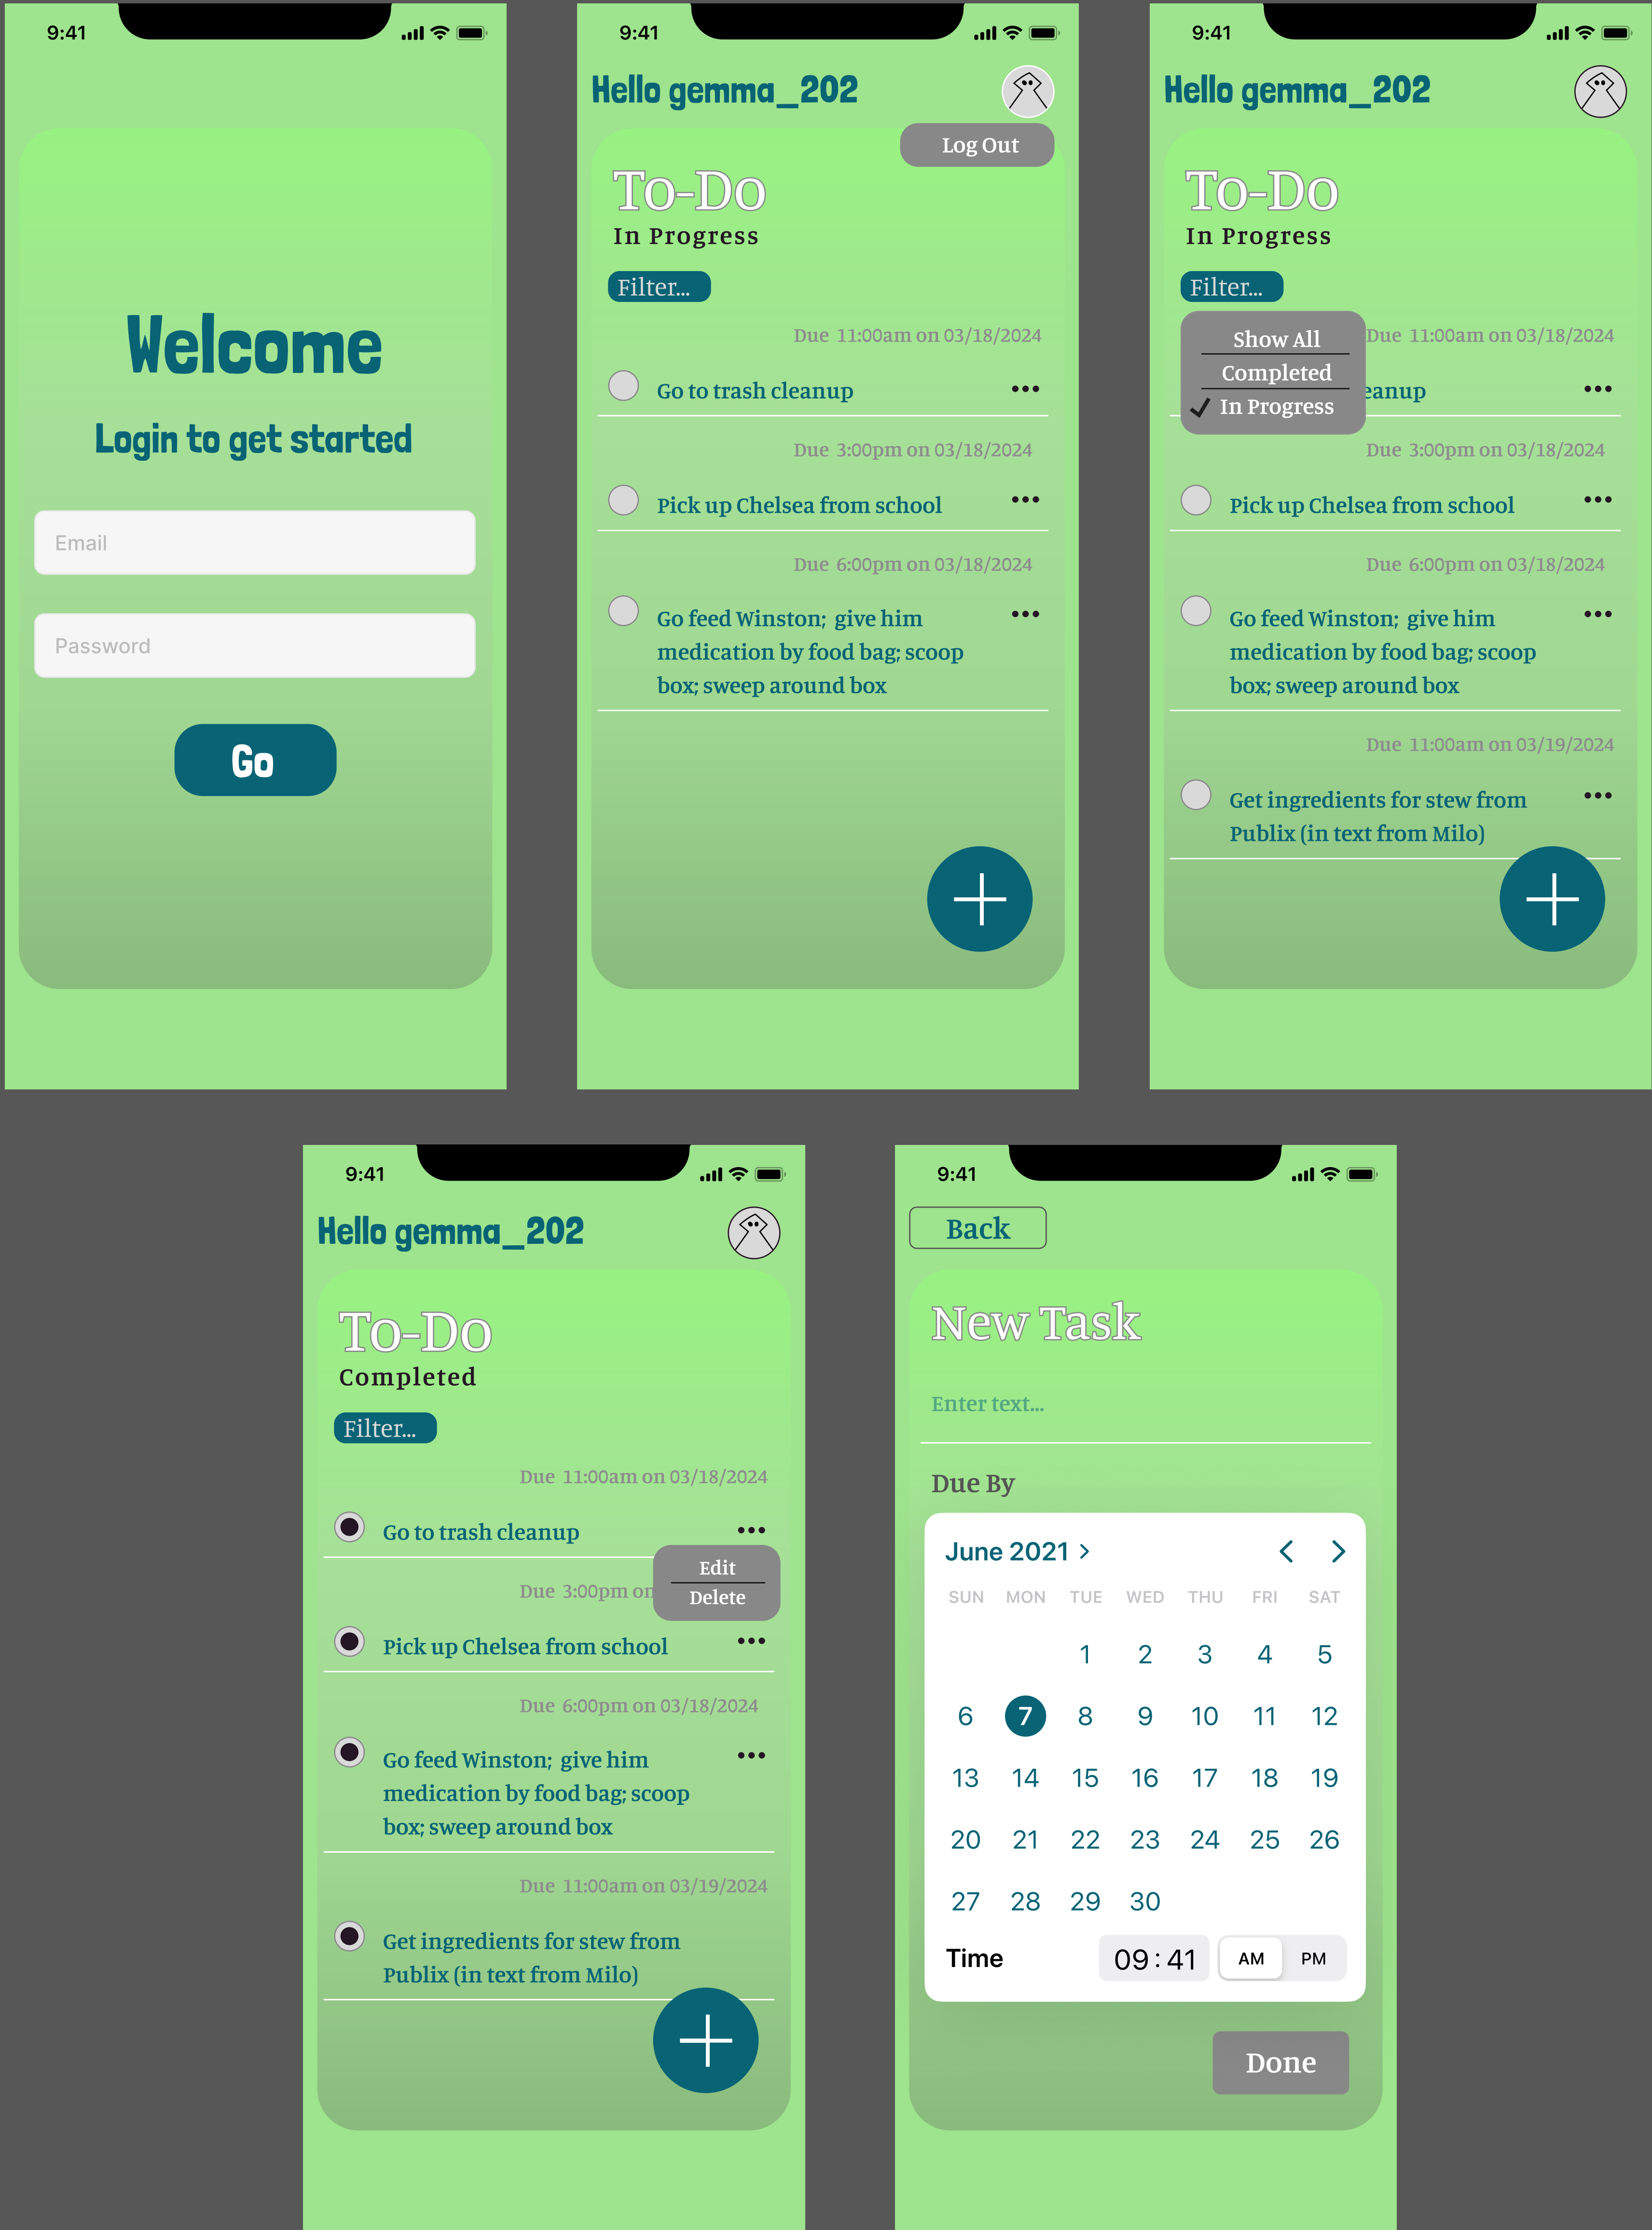 9:41
Welcome
Login to get started
Email
Password
Go
9:41
Hello gemma_202
Log Out
To-Do
In Progress
Filter...
Due 11:00am on 03/18/2024
Go to trash cleanup
Due 3:00pm on 03/18/2024
Pick up Chelsea from school
Due 6:00pm on 03/18/2024
Go feed Winston; give him
medication by food bag; scoop
box; sweep around box
9:41
Hello gemma_202
To-Do
In Progress
Filter...
Show All
Completed
In Progress
Due 11:00am on 03/18/2024
eanup
Due 3:00pm on 03/18/2024
Pick up Chelsea from school
Due 6:00pm on 03/18/2024
Go feed Winston; give him
medication by food bag; scoop
box; sweep around box
Due 11:00am on 03/19/2024
Get ingredients for stew from
Publix (in text from Milo)
9:41
Hello gemma_202
To-Do
Completed
Filter...
Due 11:00am on 03/18/2024
Go to trash cleanup
Edit
Delete
Due 3:00pm on
Pick up Chelsea from school
Due 6:00pm on 03/18/2024
Go feed Winston; give him
medication by food bag; scoop
box; sweep around box
Due 11:00am on 03/19/2024
Get ingredients for stew from
Publix (in text from Milo)
9:41
Back
New Task
Enter text...
Due By
June 2021
SUN MON TUE WED THU FRI SAT
1 2 3 4 5
6 7 8 9 10 11 12
13 14 15 16 17 18 19
20 21 22 23 24 25 26
27 28 29 30
Time 09:41 AM PM
Done